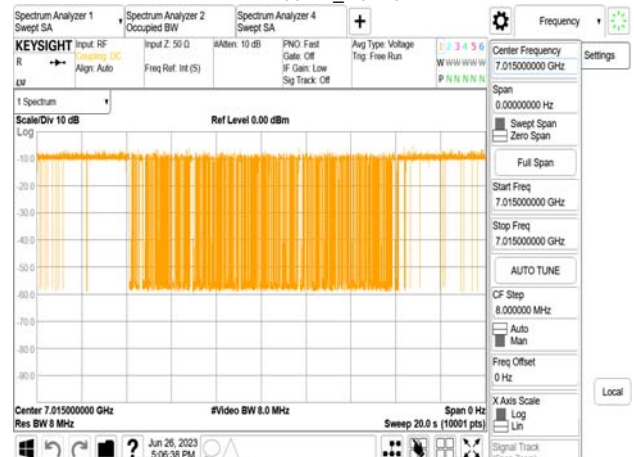 Spectrum Analyzer 1
Swept SA
Spectrum Analyzer 2
Occupied BW
Spectrum Analyzer 4
Swept SA
+
Frequency
KEYSIGHT
R
Input: RF
Coupling: DC
Align: Auto
Input Z: 50 Ω
Freq Ref: Int (S)
#Atten: 10 dB
PNO: Fast
Gate: Off
IF Gain: Low
Sig Track: Off
Avg Type: Voltage
Trig: Free Run
1 2 3 4 5 6
W W W W W W
P N N N N N
Settings
Center Frequency
7.015000000 GHz
Span
0.00000000 Hz
Swept Span
Zero Span
Full Span
Start Freq
7.015000000 GHz
Stop Freq
7.015000000 GHz
AUTO TUNE
CF Step
8.000000 MHz
Auto
Man
Freq Offset
0 Hz
X Axis Scale
Log
Lin
Signal Track
Local
1 Spectrum
Scale/Div 10 dB
Ref Level 0.00 dBm
Log
-10.0
-20.0
-30.0
-40.0
-50.0
-60.0
-70.0
-80.0
-90.0
Center 7.015000000 GHz
#Video BW 8.0 MHz
Span 0 Hz
Res BW 8 MHz
Sweep 20.0 s (10001 pts)
?
Jun 26, 2023
5:06:38 PM